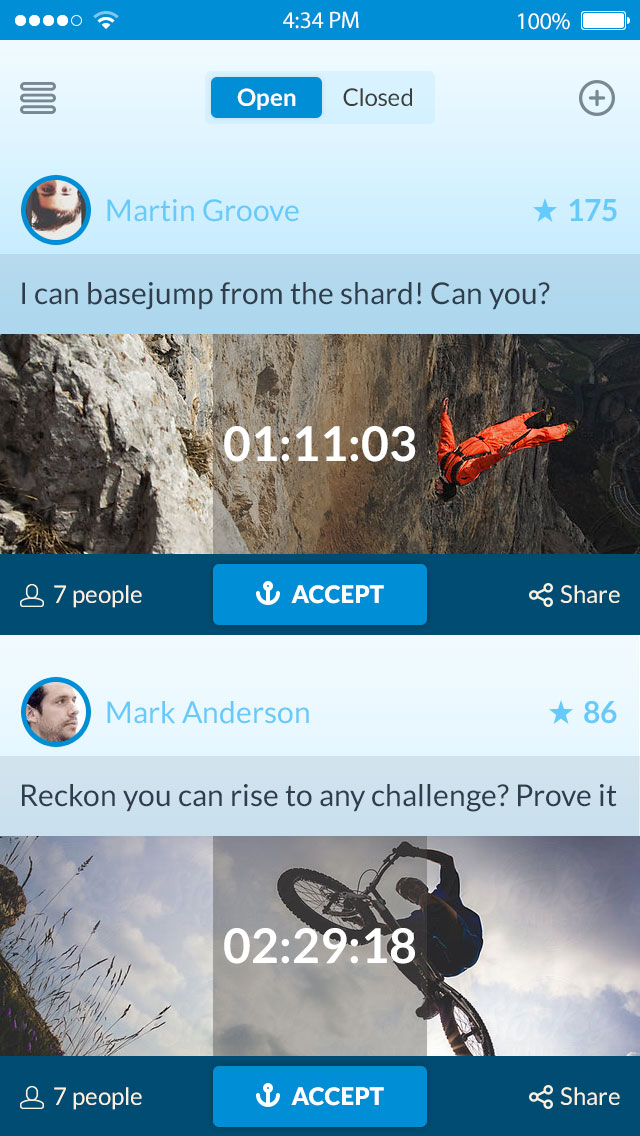 4:34 PM 100%
Open Closed
Martin Groove 175
I can basejump from the shard! Can you?
01:11:03
7 people ACCEPT Share
Mark Anderson 86
Reckon you can rise to any challenge? Prove it
02:29:18
7 people ACCEPT Share